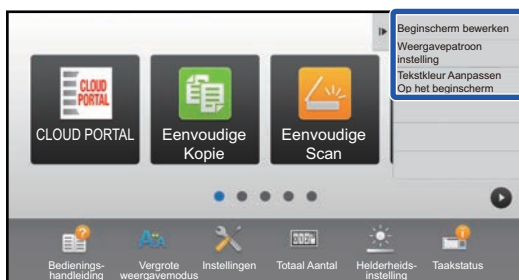 Beginscherm bewerken
Weergavepatroon
instelling
Tekstkleur Aanpassen
Op het beginscherm
CLOUD
PORTAL
CLOUD PORTAL
Eenvoudige
Kopie
Eenvoudige
Scan
Bedienings-
handleiding
Vergrote
weergavemodus
Instellingen
Totaal Aantal
Helderheids-
instelling
Taakstatus